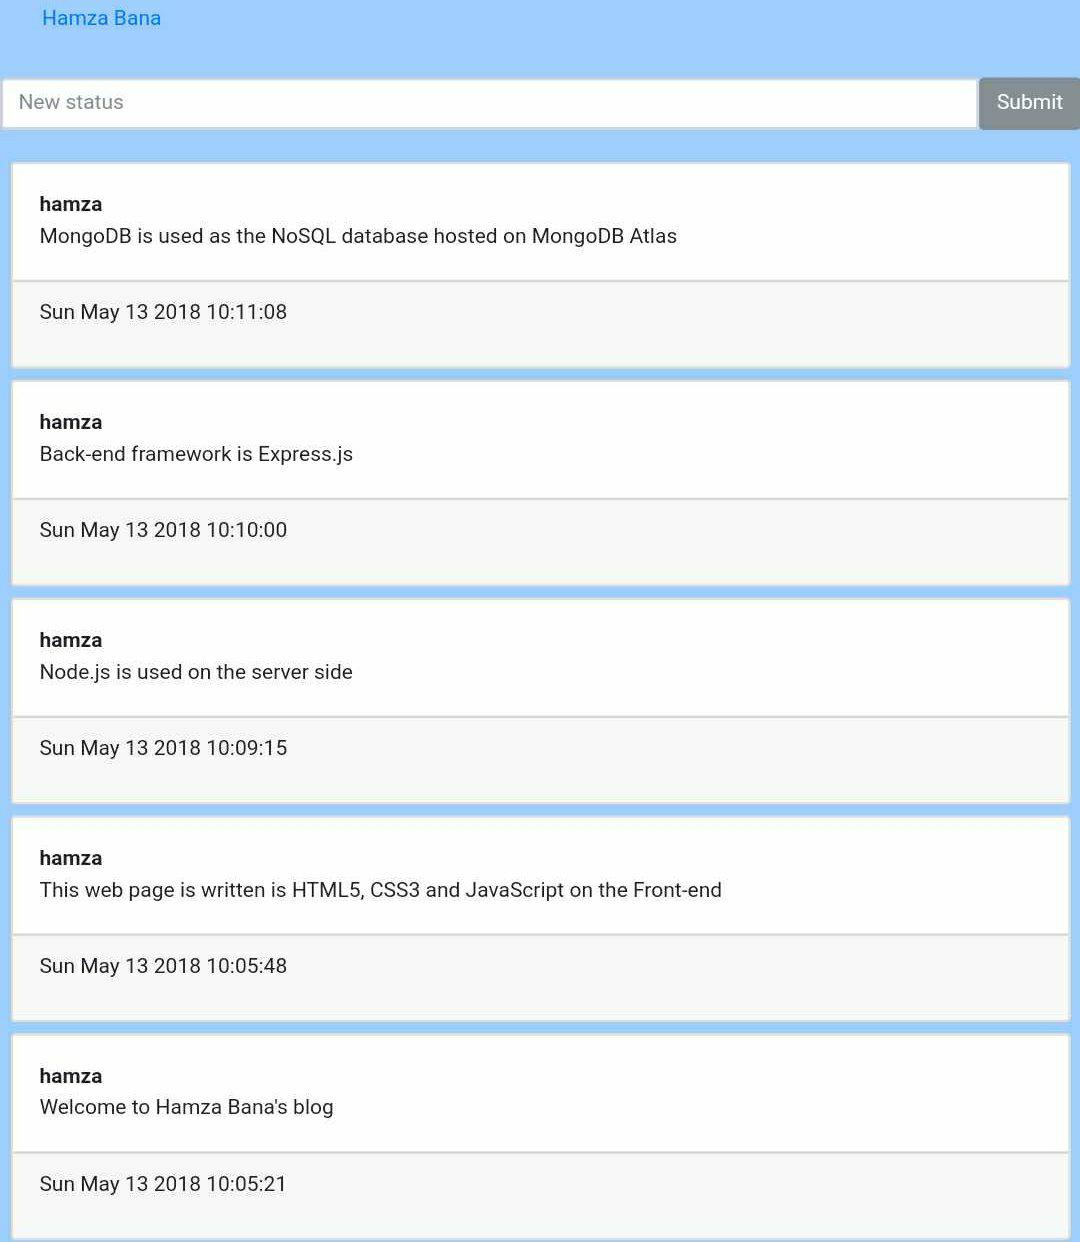 Hamza Bana
New status
Submit
hamza
MongoDB is used as the NoSQL database hosted on MongoDB Atlas
Sun May 13 2018 10:11:08
hamza
Back-end framework is Express.js
Sun May 13 2018 10:10:00
hamza
Node.js is used on the server side
Sun May 13 2018 10:09:15
hamza
This web page is written is HTML5, CSS3 and JavaScript on the Front-end
Sun May 13 2018 10:05:48
hamza
Welcome to Hamza Bana's blog
Sun May 13 2018 10:05:21